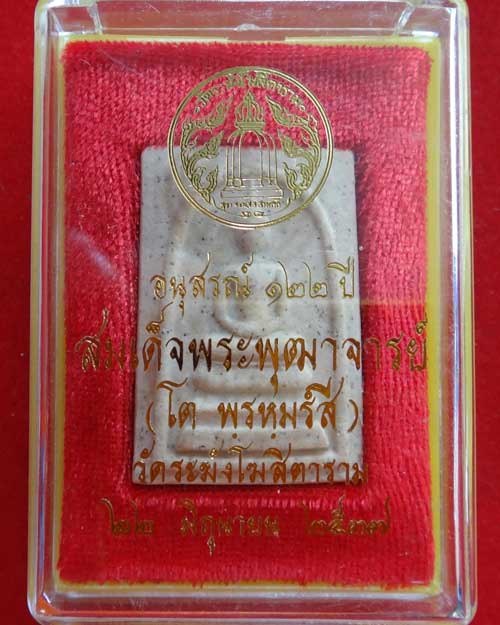 อนุสรณ์ ๑๒๒ ปี
สมเด็จพระพุฒาจารย์
(โต พฺรหฺมรํสี)
วัดระฆังโฆสิตาราม
๒๒ มิถุนายน ๒๕๓๗